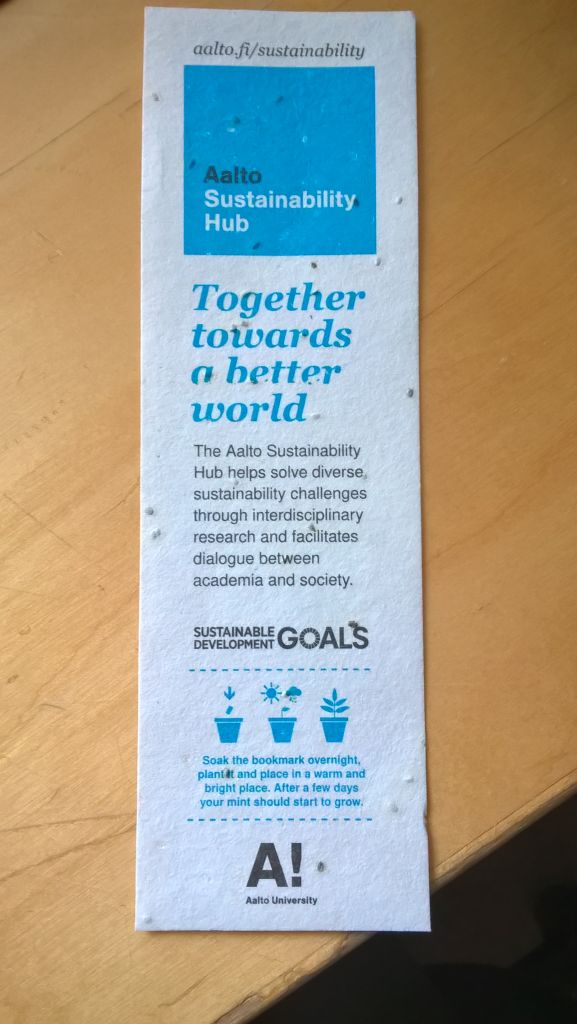 aalto.fi/sustainability
Aalto
Sustainability
Hub
Together
towards
a better
world
The Aalto Sustainability
Hub helps solve diverse
sustainability challenges
through interdisciplinary
research and facilitates
dialogue between
academia and society.
SUSTAINABLE
DEVELOPMENT GOALS
Soak the bookmark overnight,
plant it and place in a warm and
bright place. After a few days
your mint should start to grow.
A!
Aalto University